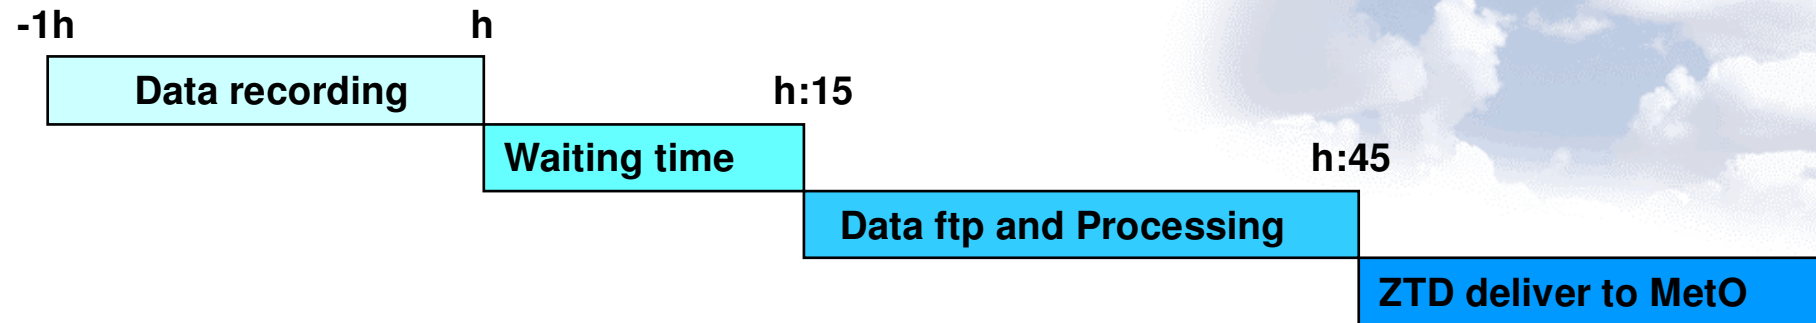 -1h h
Data recording h:15
Waiting time h:45
Data ftp and Processing
ZTD deliver to MetO